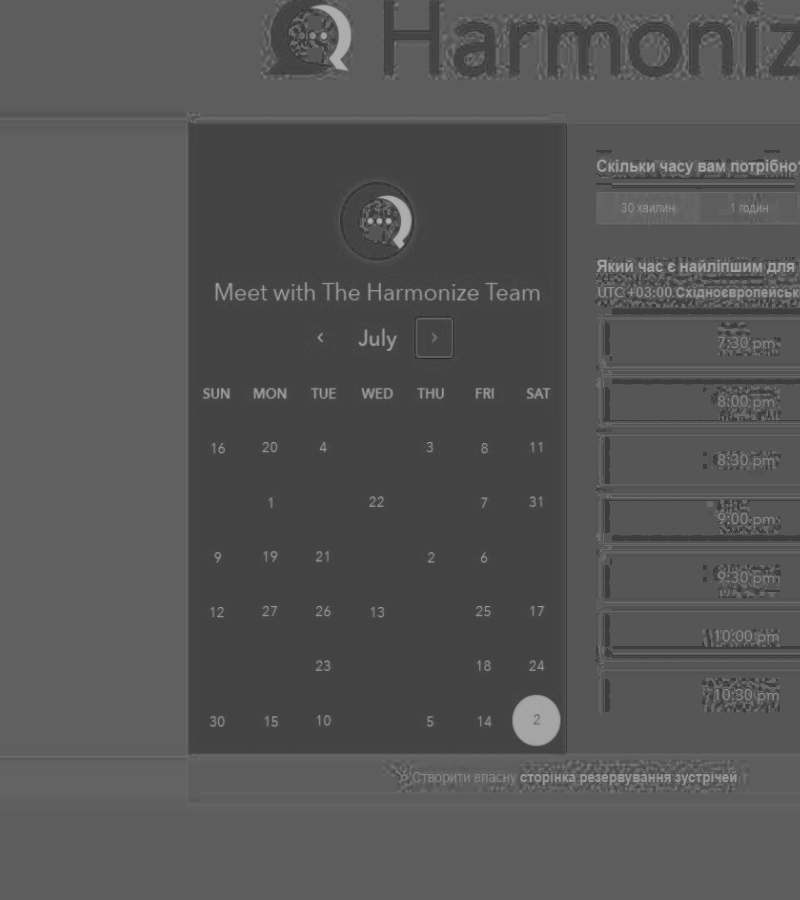 Harmoniz
Meet with The Harmonize Team
July
SUN MON TUE WED THU FRI SAT
16 20 4 3 8 11
1 22 7 31
9 19 21 2 6
12 27 26 13 25 17
23 18 24
30 15 10 5 14 2
Скільки часу вам потрібно?
30 хвилин 1 годин
Який час є найліпшим для
UTC +03:00 Східноєвропейськ
7:30 pm
8:00 pm
8:30 pm
9:00 pm
9:30 pm
10:00 pm
10:30 pm
Створити власну сторінка резервування зустрічей